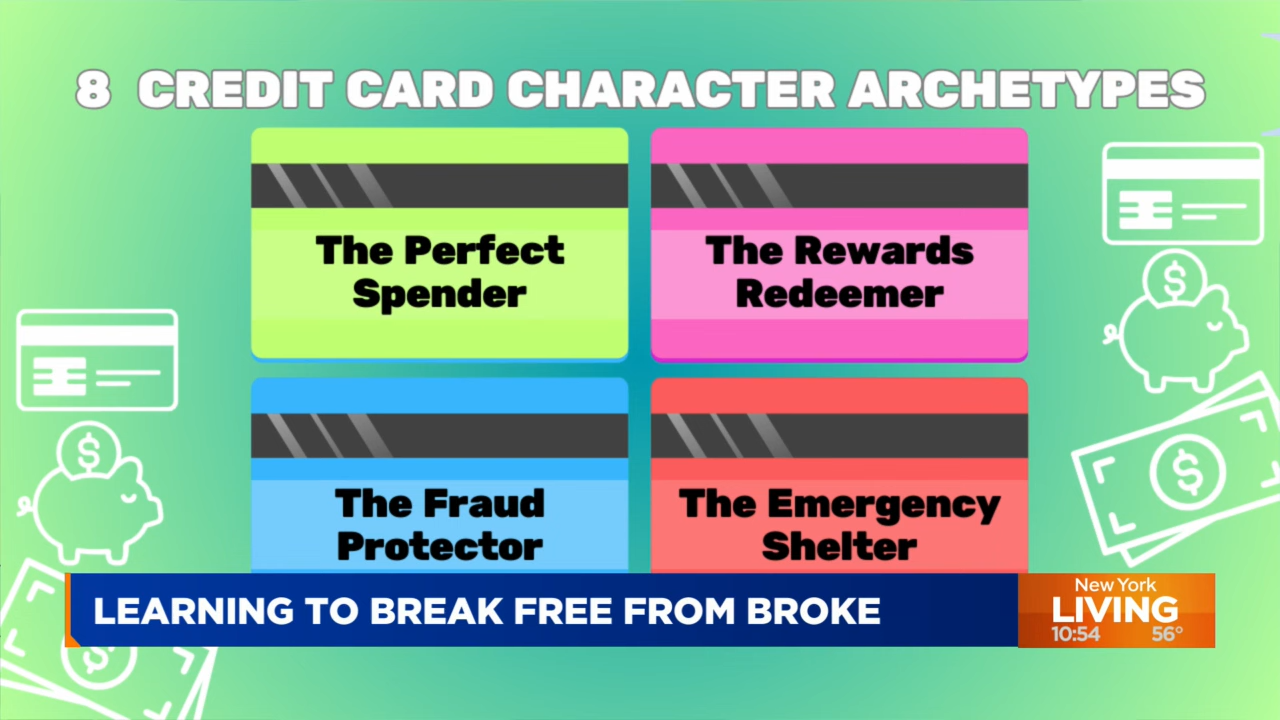 8 CREDIT CARD CHARACTER ARCHETYPES
The Perfect
Spender
The Rewards
Redeemer
The Fraud
Protector
The Emergency
Shelter
LEARNING TO BREAK FREE FROM BROKE
New York
LIVING
10:54 56°
$
$
$
$